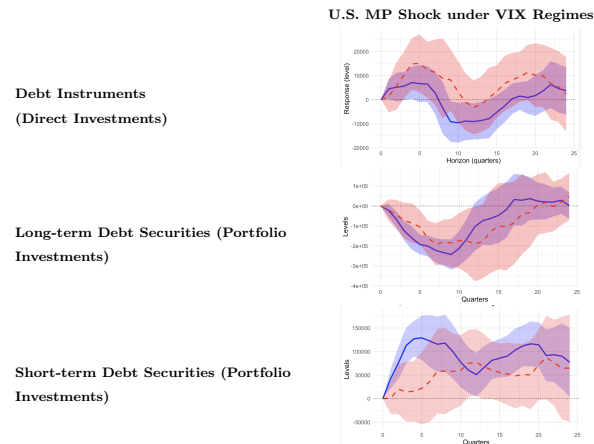 U.S. MP Shock under VIX Regimes
Debt Instruments
(Direct Investments)
Response (level)
20000
10000
0
-10000
-20000
0
5
10
15
20
25
Horizon (quarters)
Long-term Debt Securities (Portfolio
Investments)
Levels
1e+05
0e+00
-1e+05
-2e+05
-3e+05
-4e+05
0
5
10
15
20
25
Quarters
Short-term Debt Securities (Portfolio
Investments)
Levels
150000
100000
50000
0
-50000
0
5
10
15
20
25
Quarters